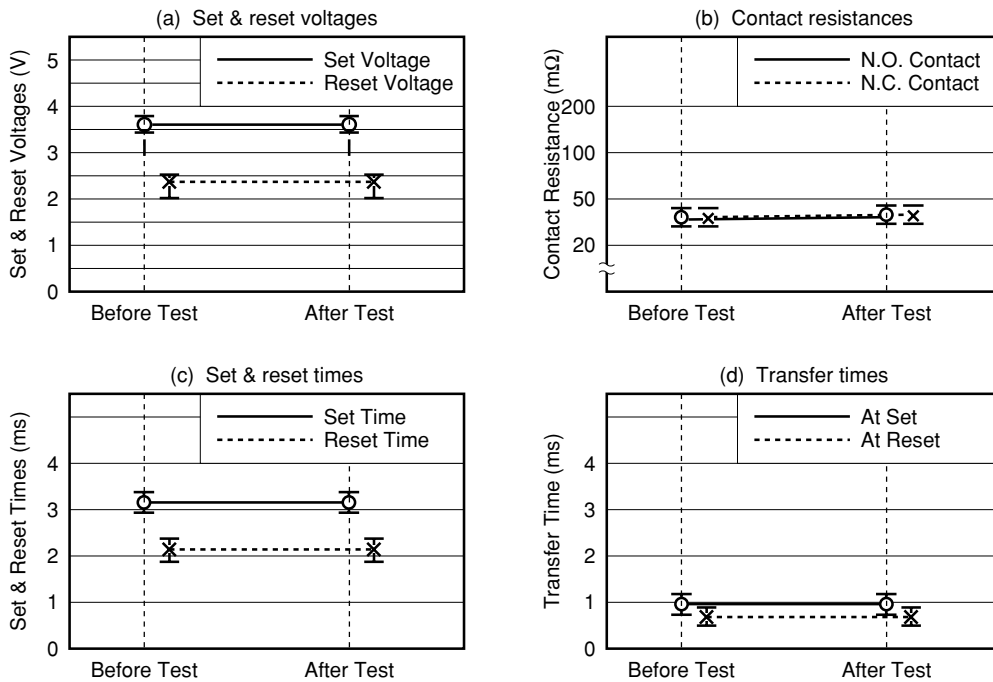 (a) Set & reset voltages
Set & Reset Voltages (V)
5
4
3
2
1
0
Set Voltage
Reset Voltage
Before Test
After Test
(b) Contact resistances
Contact Resistance (mΩ)
200
100
50
20
N.O. Contact
N.C. Contact
Before Test
After Test
(c) Set & reset times
Set & Reset Times (ms)
4
3
2
1
0
Set Time
Reset Time
Before Test
After Test
(d) Transfer times
Transfer Time (ms)
4
3
2
1
0
At Set
At Reset
Before Test
After Test